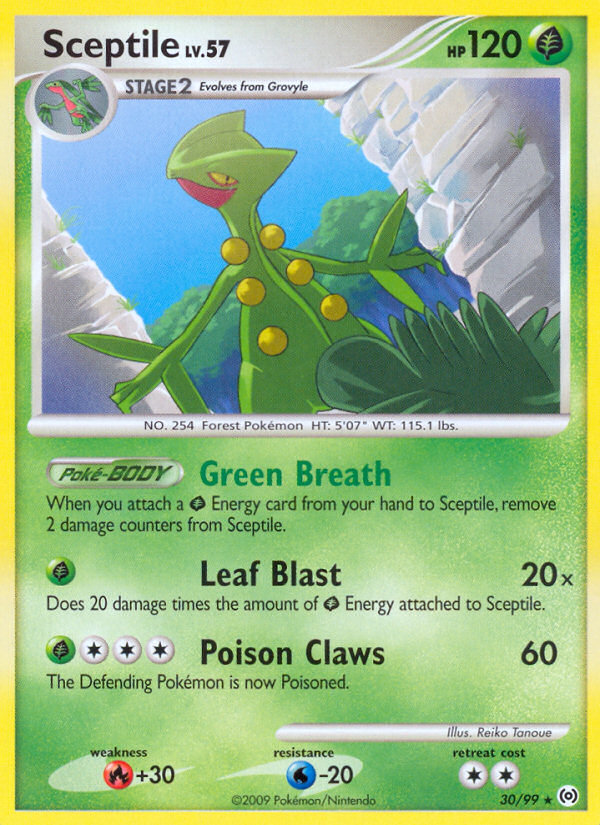 Sceptile LV.57 HP 120
STAGE2 Evolves from Grovyle
NO. 254 Forest Pokémon HT: 5'07" WT: 115.1 lbs.
Poké-BODY Green Breath
When you attach a Energy card from your hand to Sceptile, remove
2 damage counters from Sceptile.
Leaf Blast 20x
Does 20 damage times the amount of Energy attached to Sceptile.
Poison Claws 60
The Defending Pokémon is now Poisoned.
Illus. Reiko Tanoue
weakness resistance retreat cost
+30 -20
©2009 Pokémon/Nintendo 30/99 ★